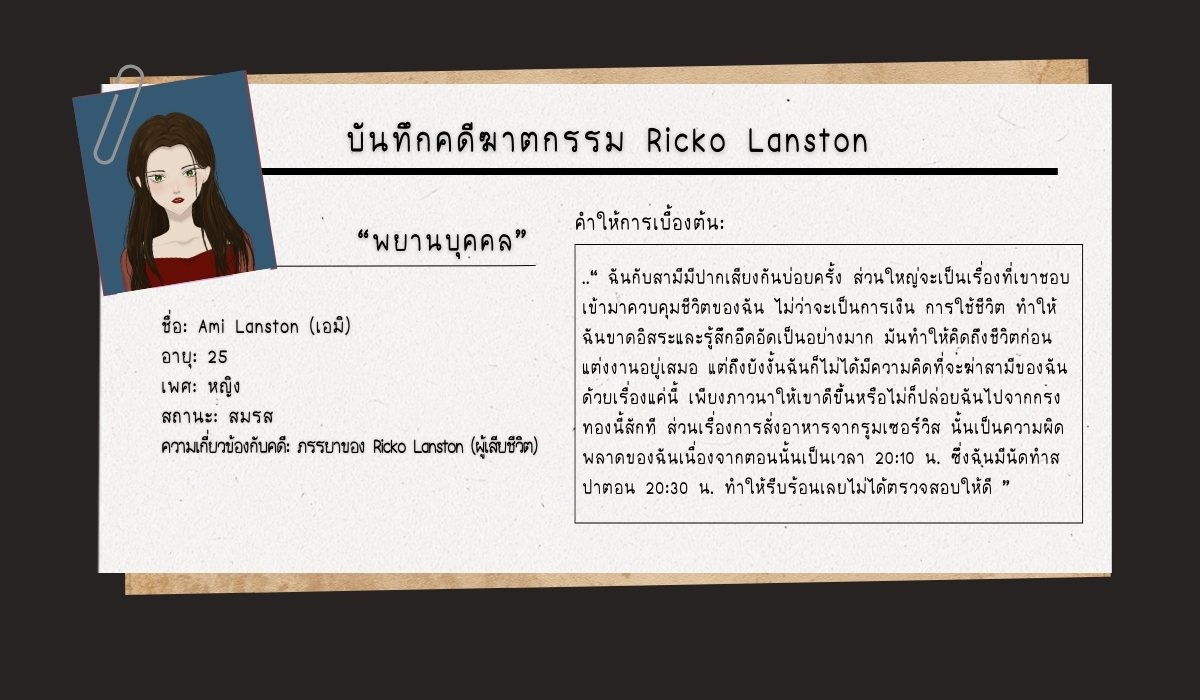 บันทึกคดีฆาตกรรม Ricko Lanston
“พยานบุคคล”
ชื่อ: Ami Lanston (เอมิ)
อายุ: 25
เพศ: หญิง
สถานะ: สมรส
ความเกี่ยวข้องกับคดี: ภรรยาของ Ricko Lanston (ผู้เสียชีวิต)
คำให้การเบื้องต้น:
..“ ฉันกับสามีมีปากเสียงกันบ่อยครั้ง ส่วนใหญ่จะเป็นเรื่องที่เขาชอบ
เข้ามาควบคุมชีวิตของฉัน ไม่ว่าจะเป็นการเงิน การใช้ชีวิต ทำให้
ฉันขาดอิสระและรู้สึกอึดอัดเป็นอย่างมาก มันทำให้คิดถึงชีวิตก่อน
แต่งงานอยู่เสมอ แต่ถึงยังงั้นฉันก็ไม่ได้มีความคิดที่จะฆ่าสามีของฉัน
ด้วยเรื่องแค่นี้ เพียงภาวนาให้เขาดีขึ้นหรือไม่ก็ปล่อยฉันไปจากกรง
ทองนี้สักที ส่วนเรื่องการสั่งอาหารจากรูมเซอร์วิส นั้นเป็นความผิด
พลาดของฉันเนื่องจากตอนนั้นเป็นเวลา 20:10 น. ซึ่งฉันมีนัดทำส
ปาตอน 20:30 น. ทำให้รีบร้อนเลยไม่ได้ตรวจสอบให้ดี ”